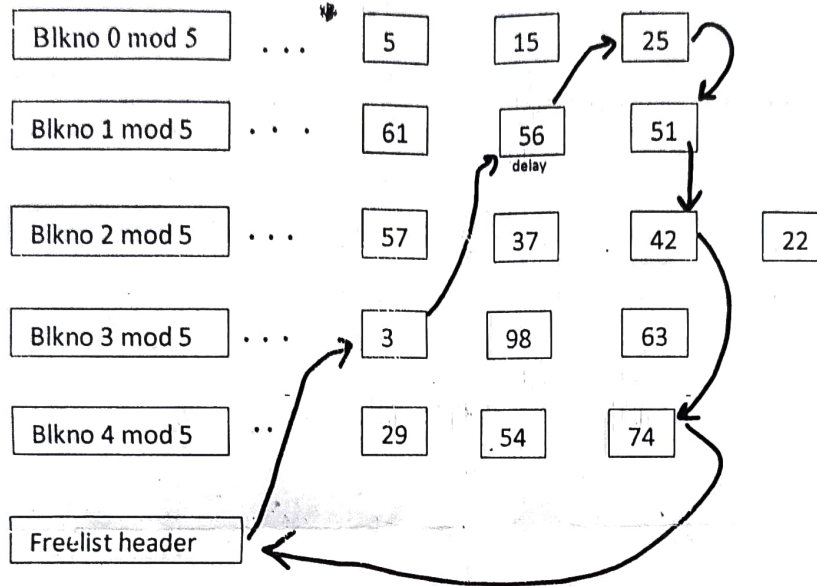 Blkno 0 mod 5 ... 5 15 25
Blkno 1 mod 5 ... 61 56 51
delay
Blkno 2 mod 5 ... 57 37 42 22
Blkno 3 mod 5 ... 3 98 63
Blkno 4 mod 5 .. 29 54 74
Freelist header